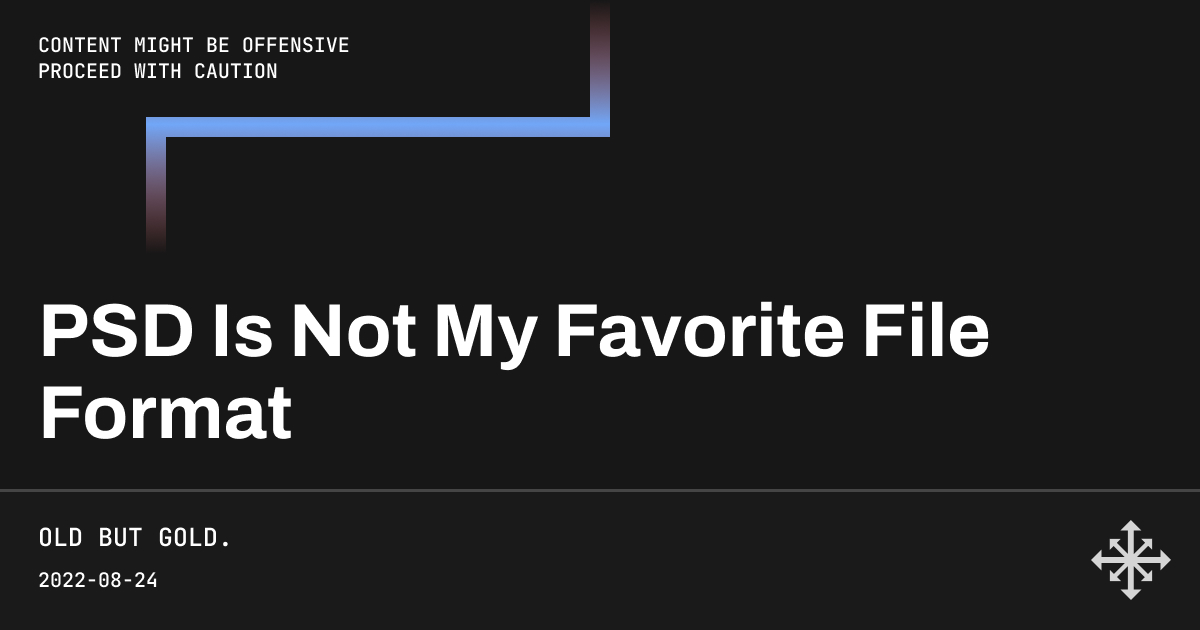 CONTENT MIGHT BE OFFENSIVE
PROCEED WITH CAUTION
PSD Is Not My Favorite File
Format
OLD BUT GOLD.
2022-08-24